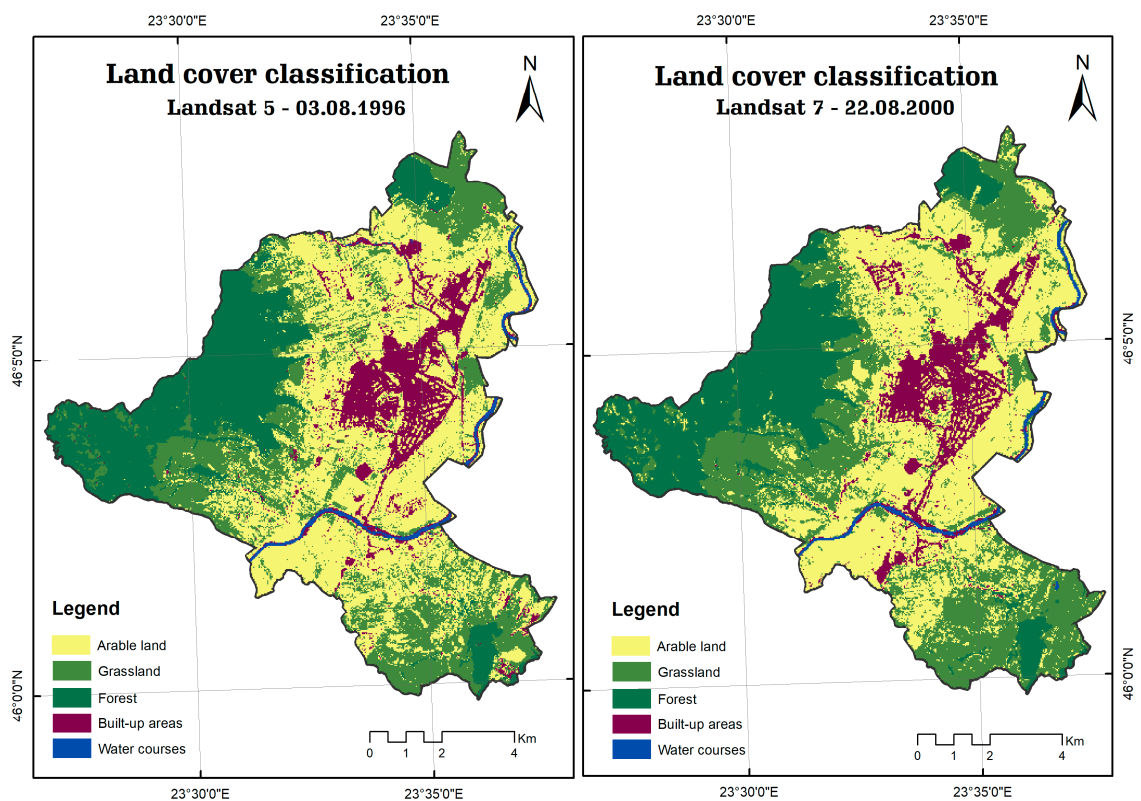 23°30'0"E 23°35'0"E
Land cover classification
Landsat 5 - 03.08.1996
N
46°5'0"N
46°0'0"N
Legend
Arable land
Grassland
Forest
Built-up areas
Water courses
Km
0 1 2 4
23°30'0"E 23°35'0"E
23°30'0"E 23°35'0"E
Land cover classification
Landsat 7 - 22.08.2000
N
46°5'0"N
46°0'0"N
Legend
Arable land
Grassland
Forest
Built-up areas
Water courses
Km
0 1 2 4
23°30'0"E 23°35'0"E